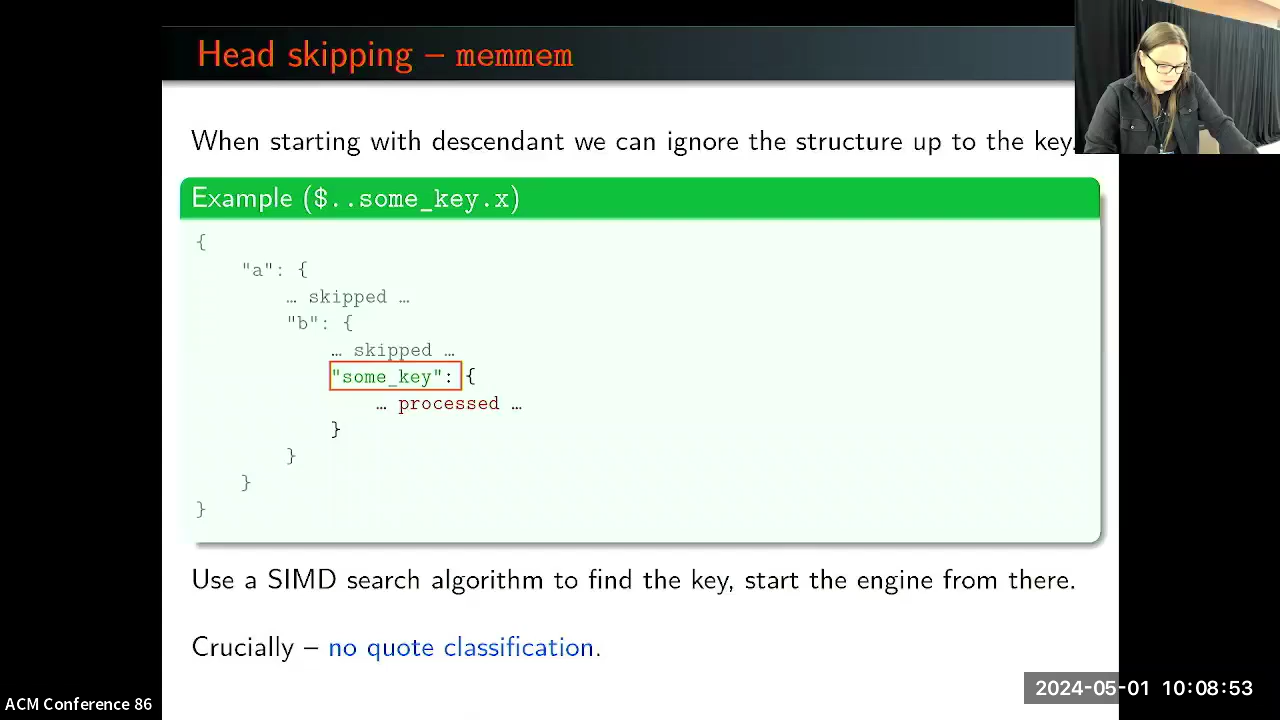 Head skipping – memmem
When starting with descendant we can ignore the structure up to the key.
Example ($..some_key.x)
{
"a": {
… skipped …
"b": {
… skipped …
"some_key": {
… processed …
}
}
}
}
Use a SIMD search algorithm to find the key, start the engine from there.
Crucially – no quote classification.
2024-05-01 10:08:53
ACM Conference 86